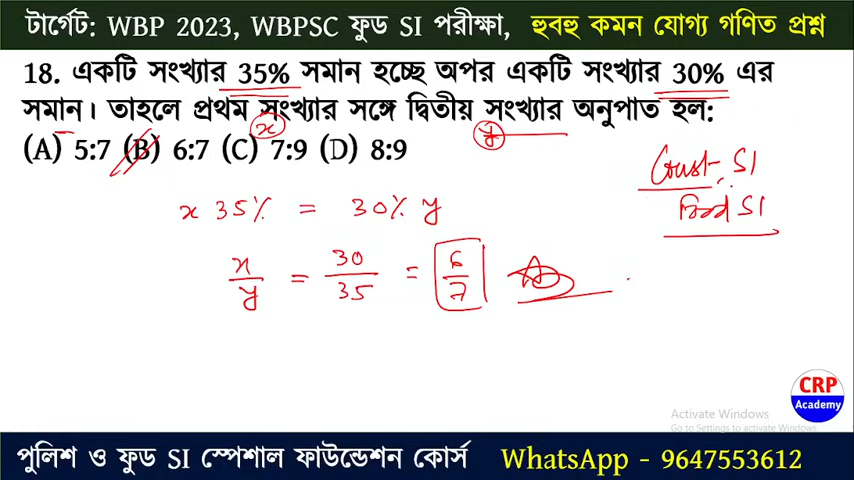 টার্গেট: WBP 2023, WBPSC ফুড SI পরীক্ষা, হুবহু কমন যোগ্য গণিত প্রশ্ন
18. একটি সংখ্যার 35% সমান হচ্ছে অপর একটি সংখ্যার 30% এর
সমান। তাহলে প্রথম সংখ্যার সঙ্গে দ্বিতীয় সংখ্যার অনুপাত হল:
x y
(A) 5:7 (B) 6:7 (C) 7:9 (D) 8:9
Const SI
Food SI
x 35% = 30% y
x/y = 30/35 = 6/7
CRP
Academy
Activate Windows
Go to Settings to activate Windows.
পুলিশ ও ফুড SI স্পেশাল ফাউন্ডেশন কোর্স WhatsApp - 9647553612